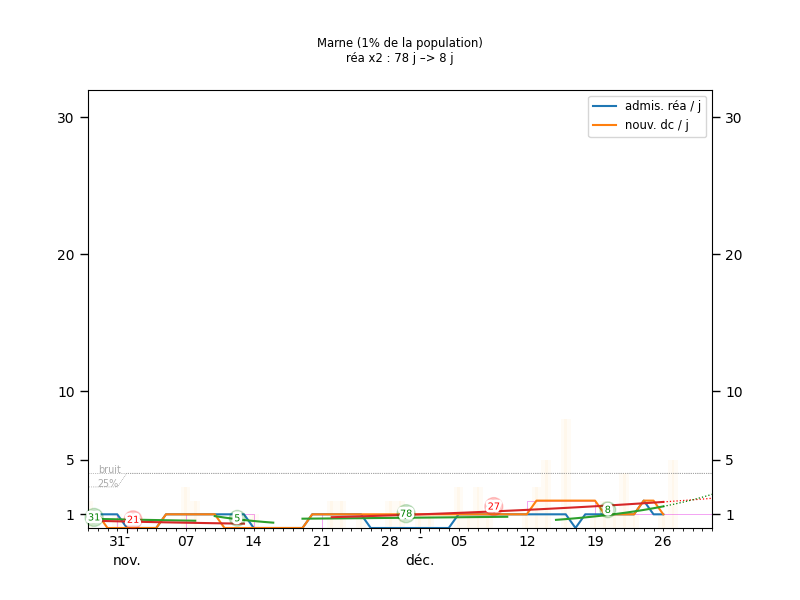 Marne (1% de la population)
réa x2 : 78 j –> 8 j
admis. réa / j
nouv. dc / j
30 30
20 20
10 10
5 5
1 1
bruit
25%
31 21 5 78 27 8
31- 07 14 21 28 - 05 12 19 26
nov. déc.